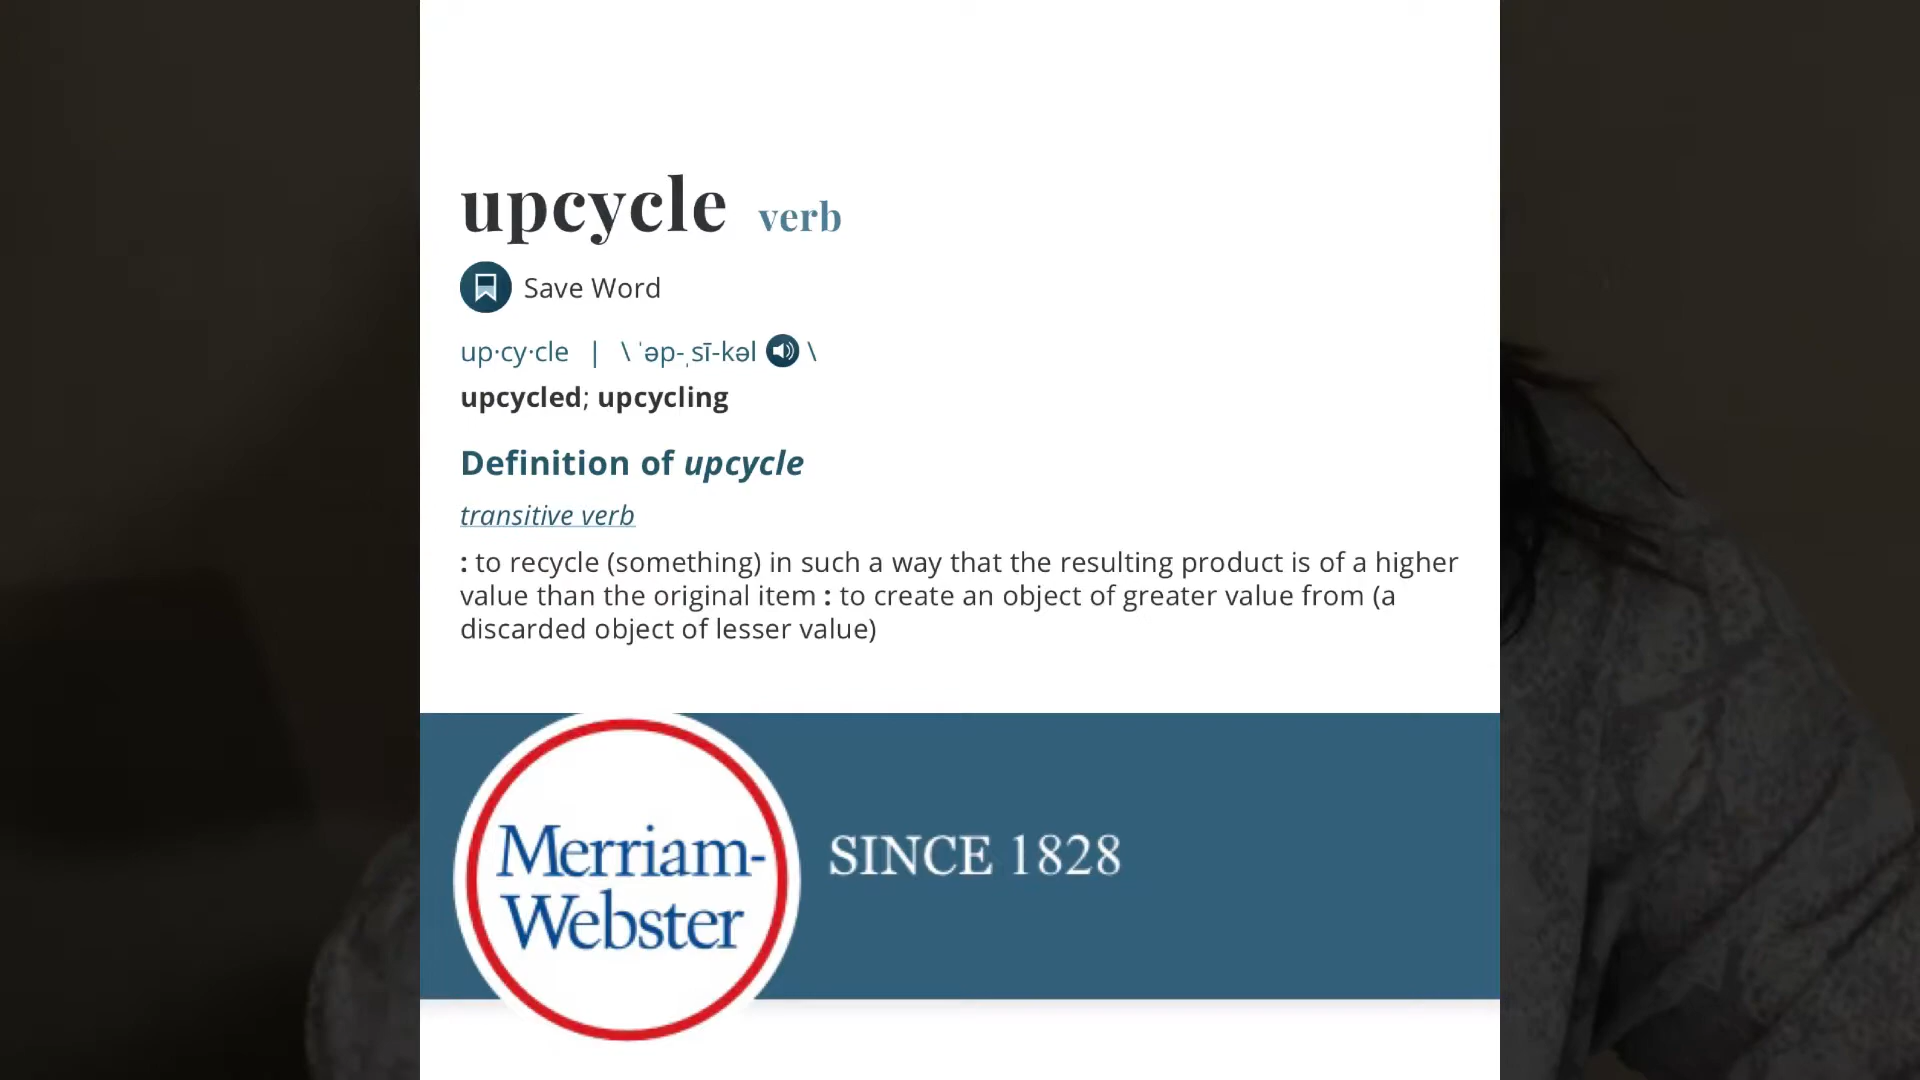 upcycle verb
Save Word
up·cy·cle | \ ˈəp-ˌsī-kəl \
upcycled; upcycling
Definition of upcycle
transitive verb
: to recycle (something) in such a way that the resulting product is of a higher
value than the original item : to create an object of greater value from (a
discarded object of lesser value)
Merriam-
Webster
SINCE 1828